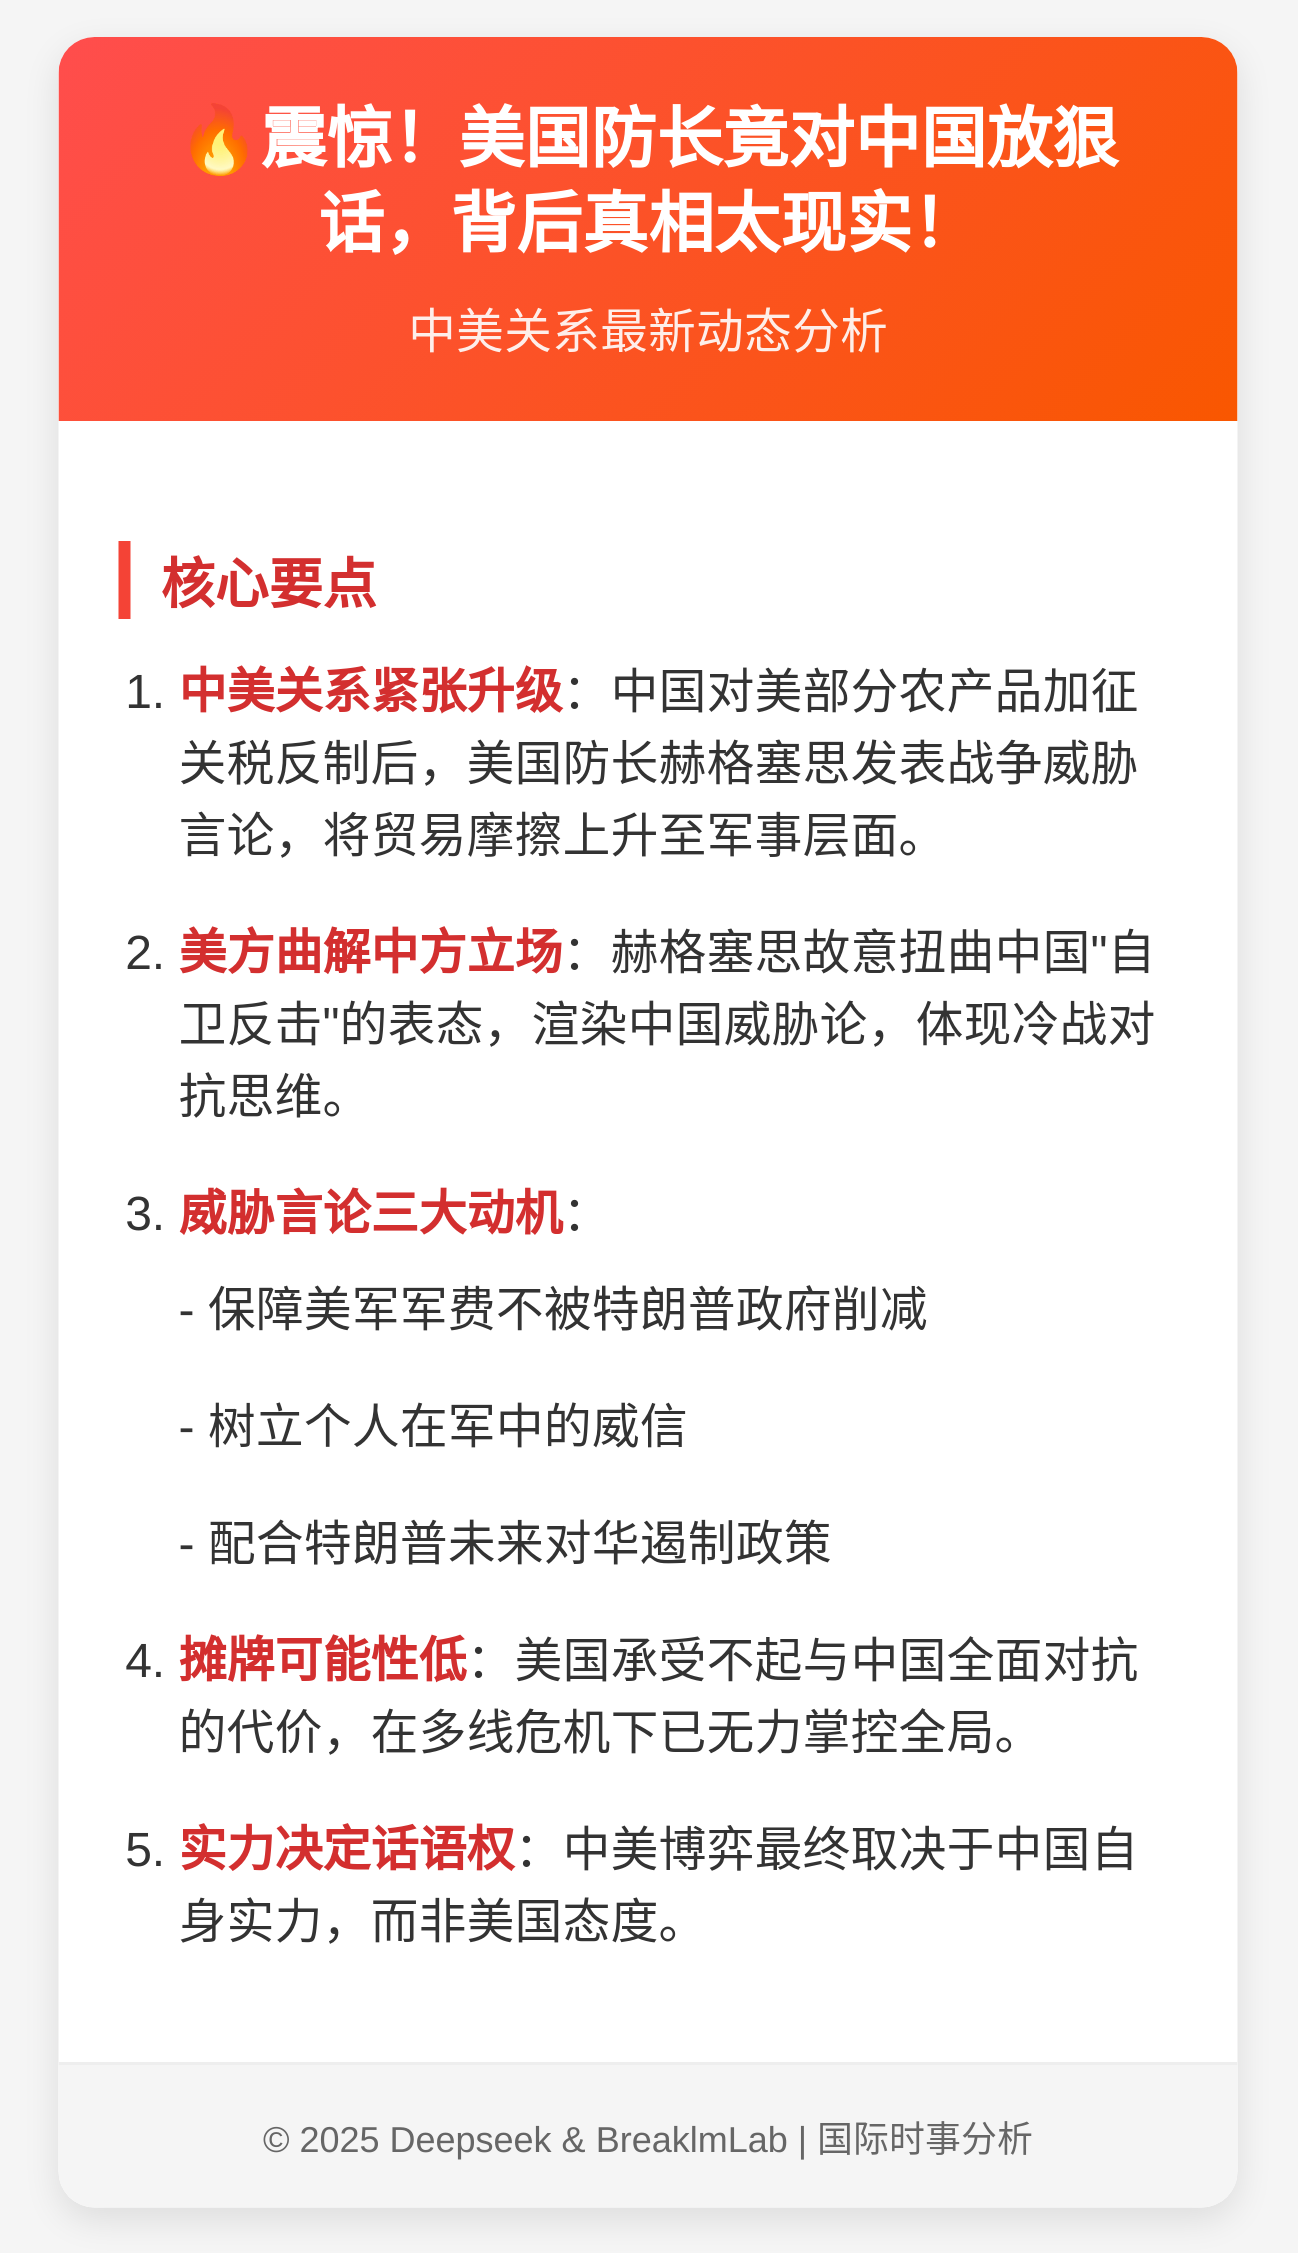 🔥震惊！美国防长竟对中国放狠
话，背后真相太现实！
中美关系最新动态分析
核心要点
1. 中美关系紧张升级：中国对美部分农产品加征
关税反制后，美国防长赫格塞思发表战争威胁
言论，将贸易摩擦上升至军事层面。
2. 美方曲解中方立场：赫格塞思故意扭曲中国"自
卫反击"的表态，渲染中国威胁论，体现冷战对
抗思维。
3. 威胁言论三大动机：
- 保障美军军费不被特朗普政府削减
- 树立个人在军中的威信
- 配合特朗普未来对华遏制政策
4. 摊牌可能性低：美国承受不起与中国全面对抗
的代价，在多线危机下已无力掌控全局。
5. 实力决定话语权：中美博弈最终取决于中国自
身实力，而非美国态度。
© 2025 Deepseek & BreaklmLab | 国际时事分析